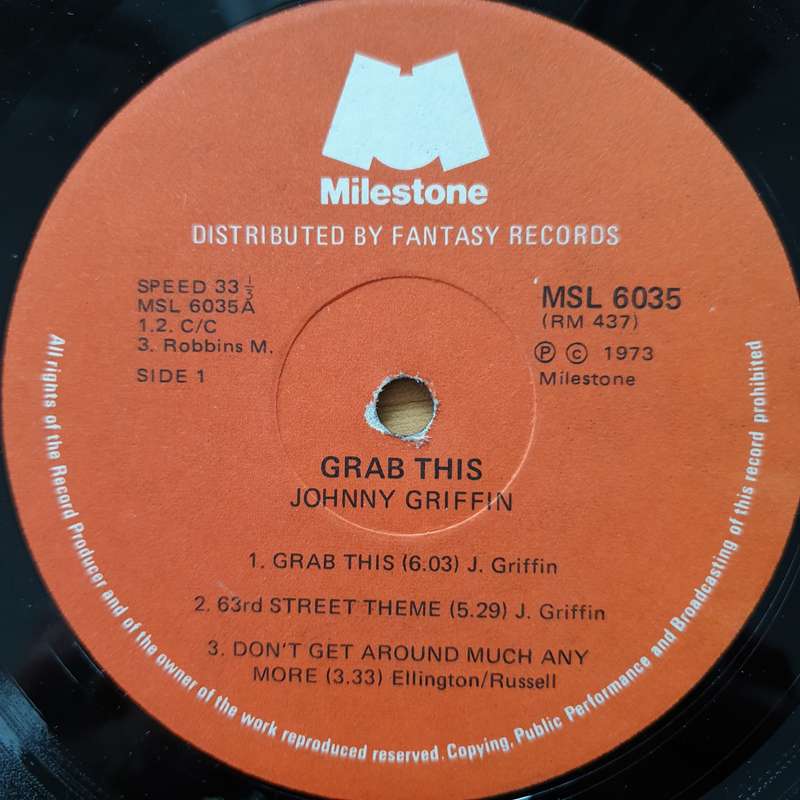 Milestone
DISTRIBUTED BY FANTASY RECORDS
SPEED 33 1/3
MSL 6035A
1.2. C/C
3. Robbins M.
SIDE 1
MSL 6035
(RM 437)
Ⓟ © 1973
Milestone
GRAB THIS
JOHNNY GRIFFIN
1. GRAB THIS (6.03) J. Griffin
2. 63rd STREET THEME (5.29) J. Griffin
3. DON'T GET AROUND MUCH ANY
MORE (3.33) Ellington/Russell
All rights of the Record Producer and of the owner of the work reproduced reserved. Copying, Public Performance and Broadcasting of this record prohibited